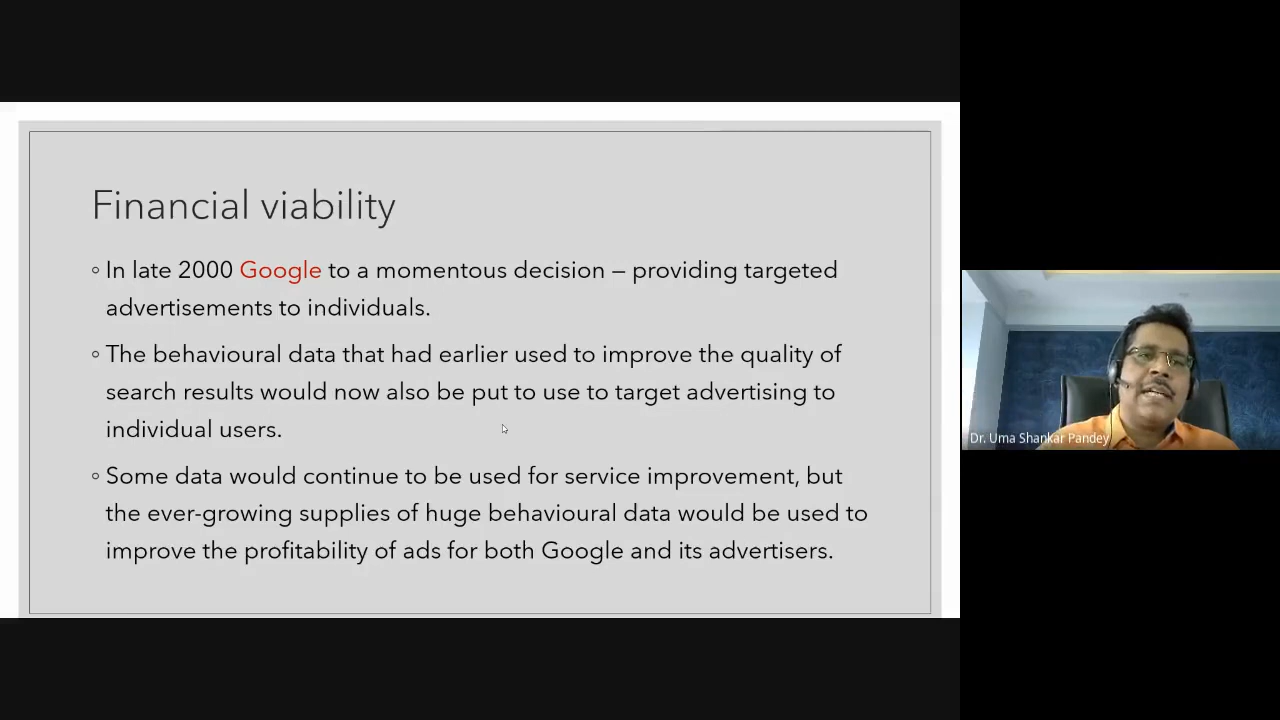 Financial viability
◦ In late 2000 Google to a momentous decision – providing targeted
advertisements to individuals.
◦ The behavioural data that had earlier used to improve the quality of
search results would now also be put to use to target advertising to
individual users.
◦ Some data would continue to be used for service improvement, but
the ever-growing supplies of huge behavioural data would be used to
improve the profitability of ads for both Google and its advertisers.
Dr. Uma Shankar Pandey